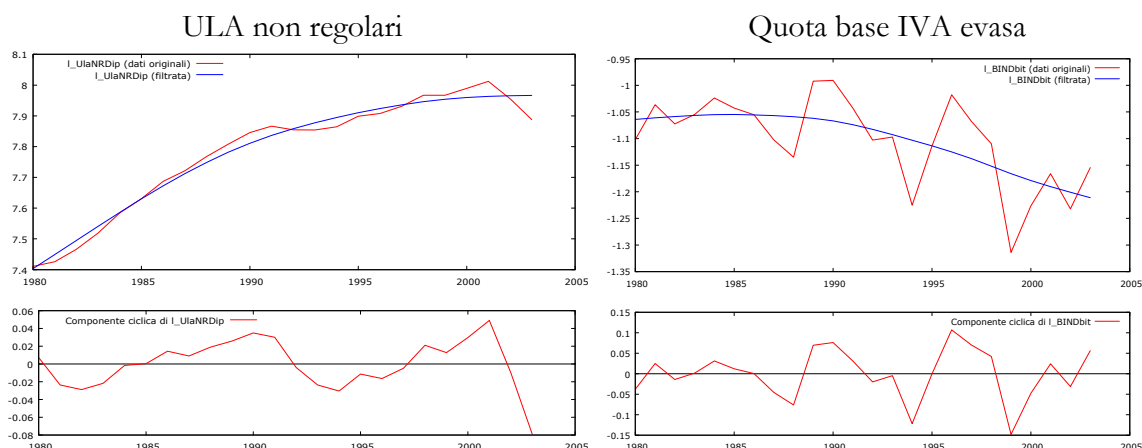 ULA non regolari
8.1
8
7.9
7.8
7.7
7.6
7.5
7.4
l_UlaNRDip (dati originali)
l_UlaNRDip (filtrata)
1980 1985 1990 1995 2000 2005
0.06
0.04
0.02
0
-0.02
-0.04
-0.06
-0.08
Componente ciclica di l_UlaNRDip
1980 1985 1990 1995 2000 2005
Quota base IVA evasa
-0.95
-1
-1.05
-1.1
-1.15
-1.2
-1.25
-1.3
-1.35
l_BINDbit (dati originali)
l_BINDbit (filtrata)
1980 1985 1990 1995 2000 2005
0.15
0.1
0.05
0
-0.05
-0.1
-0.15
Componente ciclica di l_BINDbit
1980 1985 1990 1995 2000 2005